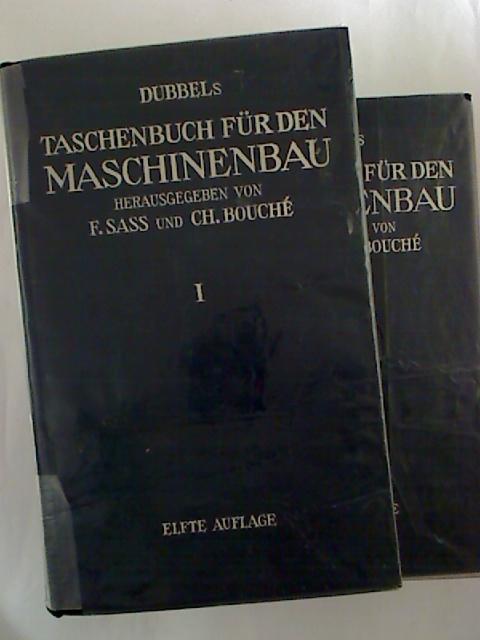 DUBBELs
TASCHENBUCH FÜR DEN
MASCHINENBAU
HERAUSGEGEBEN VON
F. SASS UND CH. BOUCHÉ
I
ELFTE AUFLAGE
s
FÜR DEN
ENBAU
VON
BOUCHÉ
E